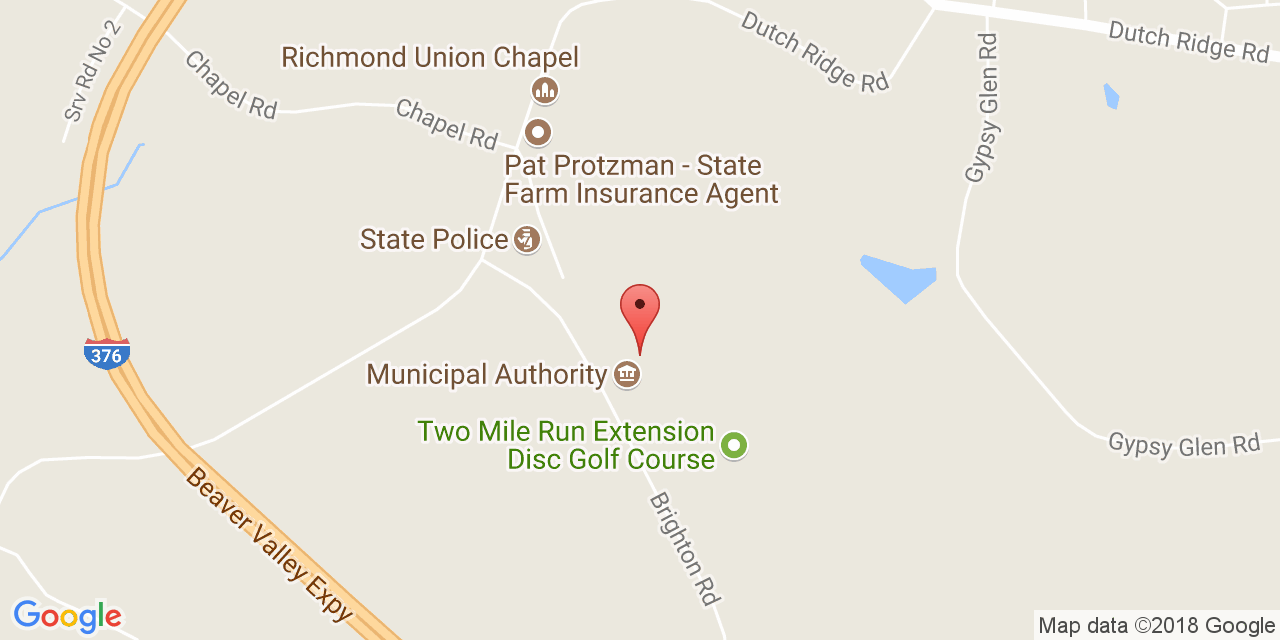 Srv Rd No 2
Chapel Rd
Richmond Union Chapel
Chapel Rd
Dutch Ridge Rd
Gypsy Glen Rd
Dutch Ridge Rd
Pat Protzman - State
Farm Insurance Agent
State Police
376
Municipal Authority
Two Mile Run Extension
Disc Golf Course
Gypsy Glen Rd
Beaver Valley Expy
Brighton Rd
Google
Map data ©2018 Google